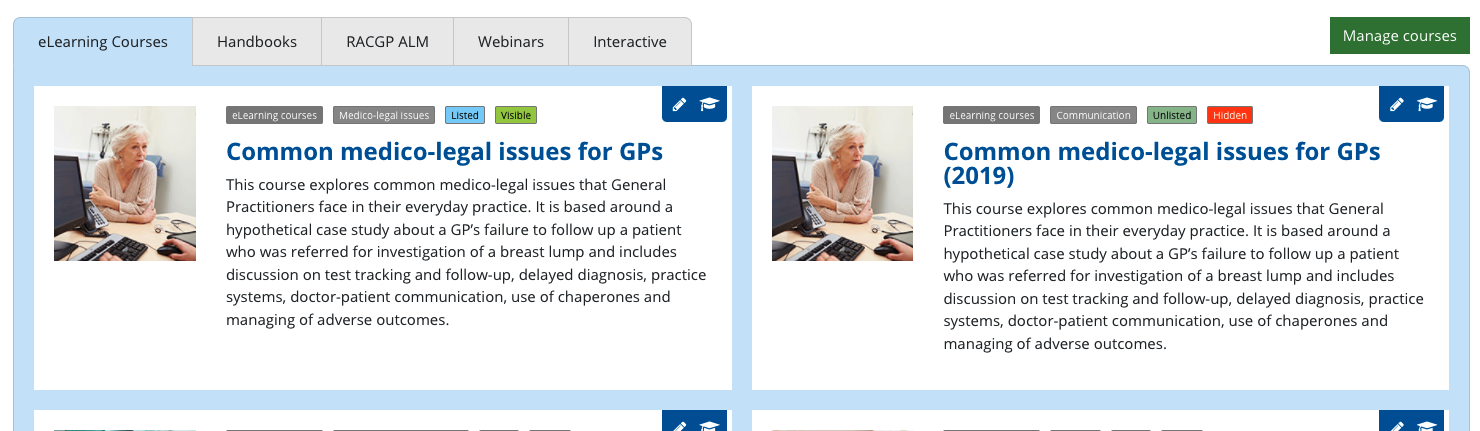 eLearning Courses
Handbooks
RACGP ALM
Webinars
Interactive
Manage courses
eLearning courses
Medico-legal issues
Listed
Visible
Common medico-legal issues for GPs
This course explores common medico-legal issues that General
Practitioners face in their everyday practice. It is based around a
hypothetical case study about a GP’s failure to follow up a patient
who was referred for investigation of a breast lump and includes
discussion on test tracking and follow-up, delayed diagnosis, practice
systems, doctor-patient communication, use of chaperones and
managing of adverse outcomes.
eLearning courses
Communication
Unlisted
Hidden
Common medico-legal issues for GPs
(2019)
This course explores common medico-legal issues that General
Practitioners face in their everyday practice. It is based around a
hypothetical case study about a GP’s failure to follow up a patient
who was referred for investigation of a breast lump and includes
discussion on test tracking and follow-up, delayed diagnosis, practice
systems, doctor-patient communication, use of chaperones and
managing of adverse outcomes.